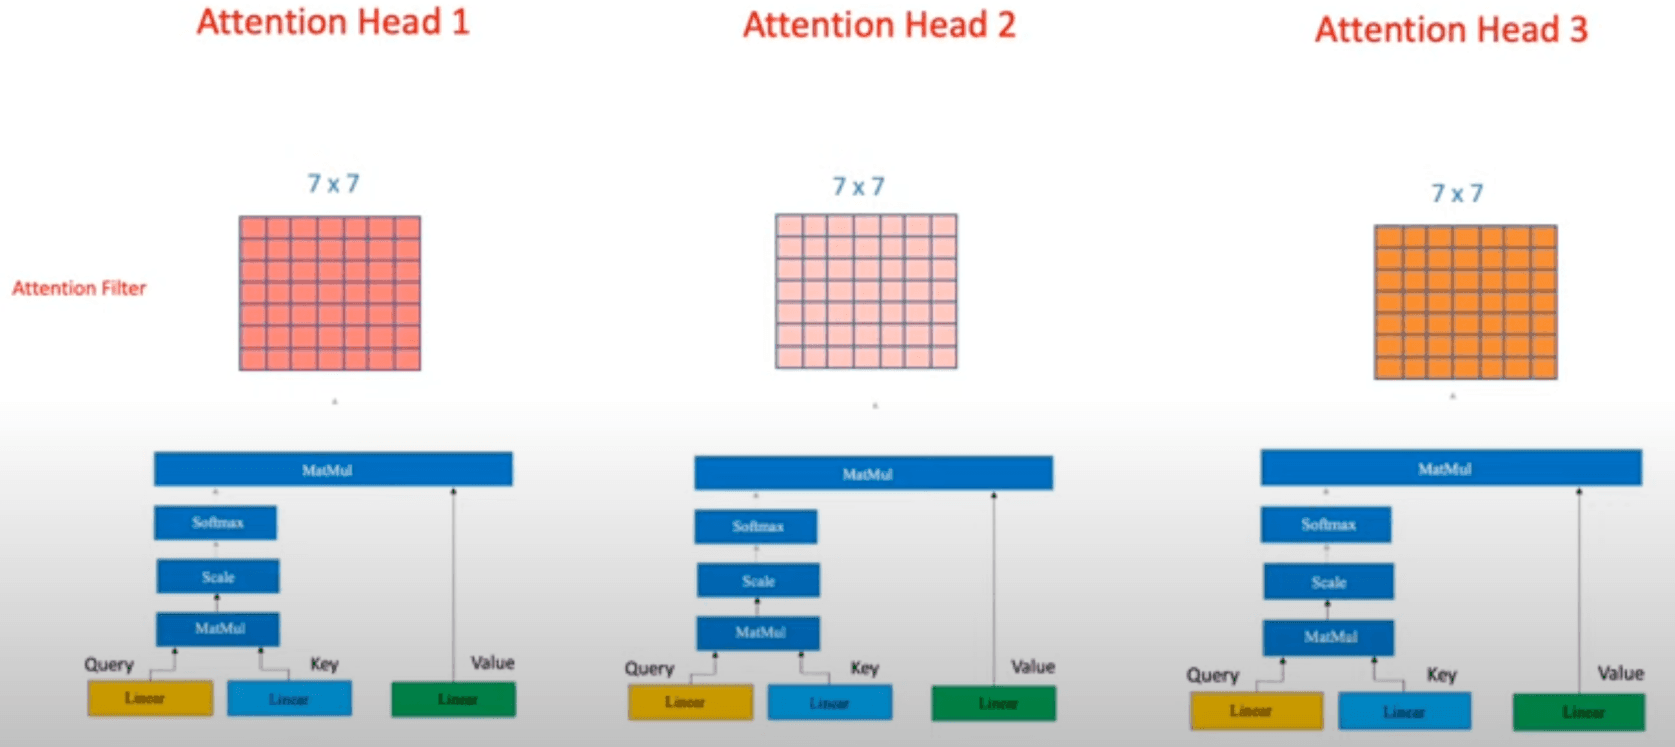 Attention Head 1
Attention Head 2
Attention Head 3
7 x 7
7 x 7
7 x 7
Attention Filter
MatMul
MatMul
MatMul
Softmax
Softmax
Softmax
Scale
Scale
Scale
MatMul
MatMul
MatMul
Query
Key
Value
Query
Key
Value
Query
Key
Value
Linear
Linear
Linear
Linear
Linear
Linear
Linear
Linear
Linear